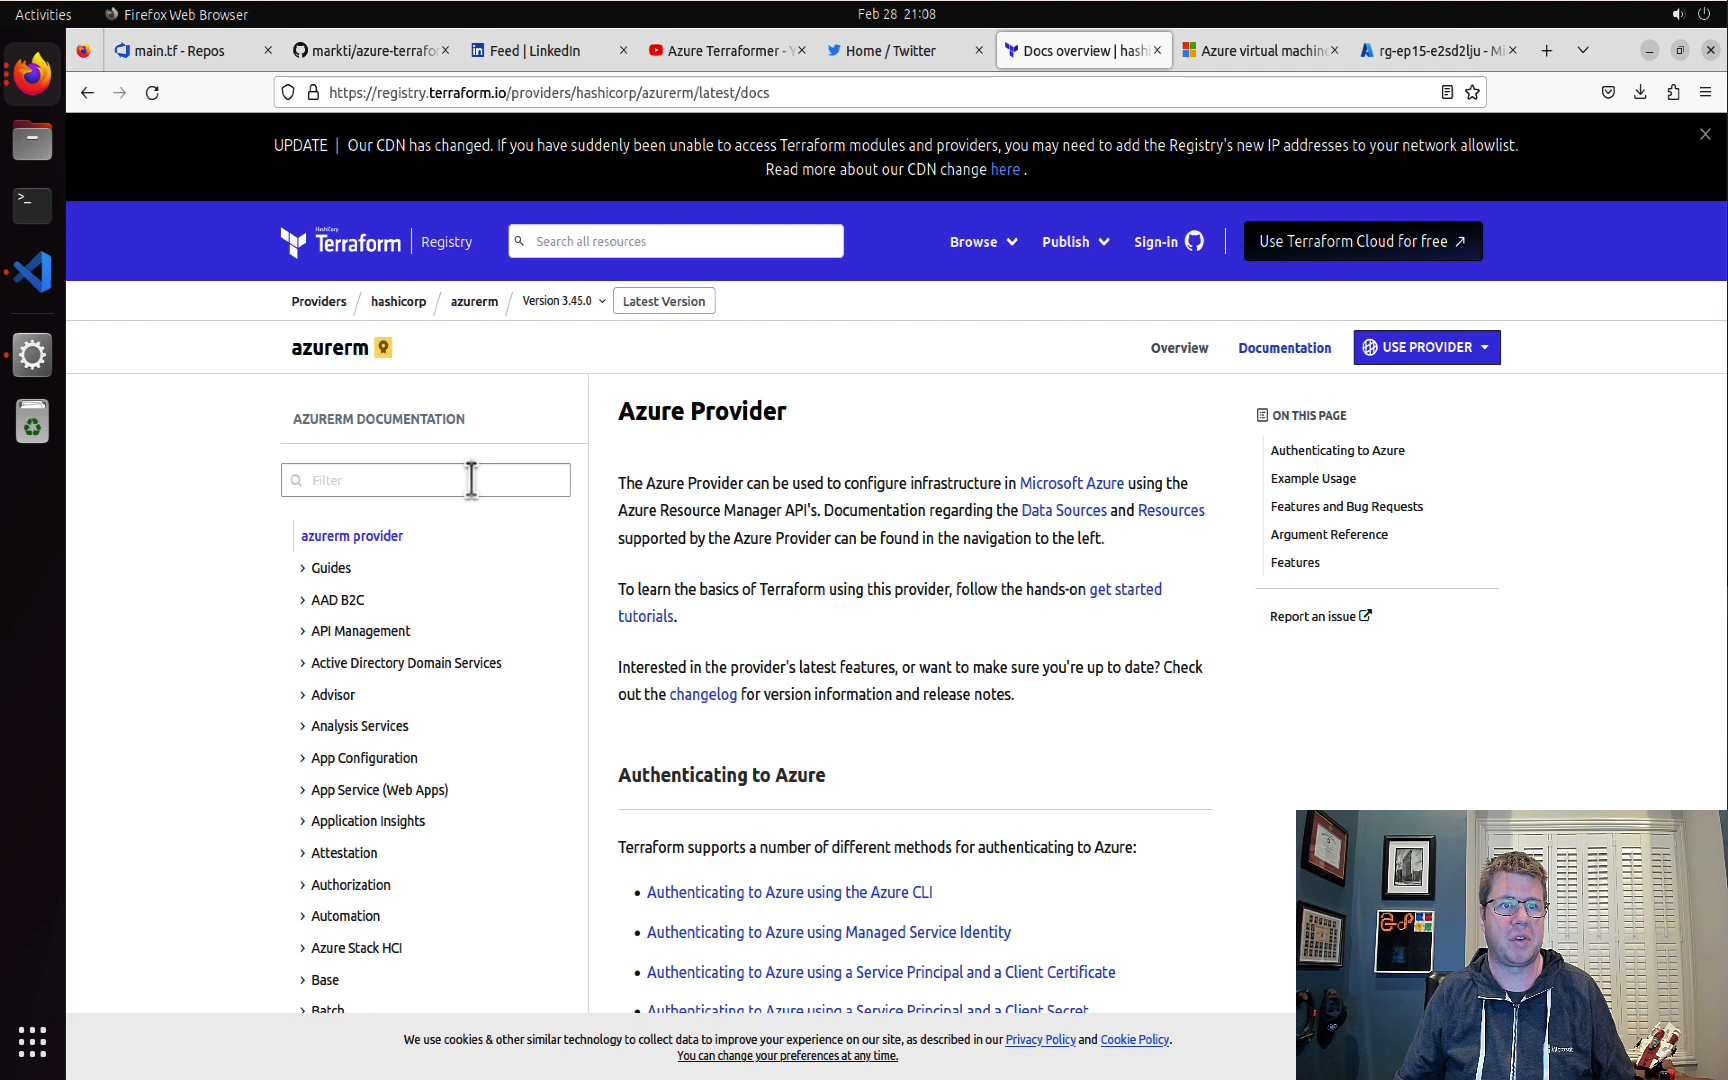 Activities
Firefox Web Browser
Feb 28 21:08
main.tf - Repos
markti/azure-terrafor
Feed | LinkedIn
Azure Terraformer - Y
Home / Twitter
Docs overview | hashi
Azure virtual machine
rg-ep15-e2sd2lju - Mi
https://registry.terraform.io/providers/hashicorp/azurerm/latest/docs
UPDATE | Our CDN has changed. If you have suddenly been unable to access Terraform modules and providers, you may need to add the Registry's new IP addresses to your network allowlist.
Read more about our CDN change here .
HashiCorp
Terraform
Registry
Search all resources
Browse
Publish
Sign-in
Use Terraform Cloud for free
Providers / hashicorp / azurerm / Version 3.45.0
Latest Version
azurerm
Overview
Documentation
USE PROVIDER
AZURERM DOCUMENTATION
Filter
azurerm provider
Guides
AAD B2C
API Management
Active Directory Domain Services
Advisor
Analysis Services
App Configuration
App Service (Web Apps)
Application Insights
Attestation
Authorization
Automation
Azure Stack HCI
Base
Batch
Azure Provider
The Azure Provider can be used to configure infrastructure in Microsoft Azure using the
Azure Resource Manager API's. Documentation regarding the Data Sources and Resources
supported by the Azure Provider can be found in the navigation to the left.
To learn the basics of Terraform using this provider, follow the hands-on get started
tutorials.
Interested in the provider's latest features, or want to make sure you're up to date? Check
out the changelog for version information and release notes.
Authenticating to Azure
Terraform supports a number of different methods for authenticating to Azure:
Authenticating to Azure using the Azure CLI
Authenticating to Azure using Managed Service Identity
Authenticating to Azure using a Service Principal and a Client Certificate
Authenticating to Azure using a Service Principal and a Client Secret
ON THIS PAGE
Authenticating to Azure
Example Usage
Features and Bug Requests
Argument Reference
Features
Report an issue
We use cookies & other similar technology to collect data to improve your experience on our site, as described in our Privacy Policy and Cookie Policy.
You can change your preferences at any time.
Microsoft